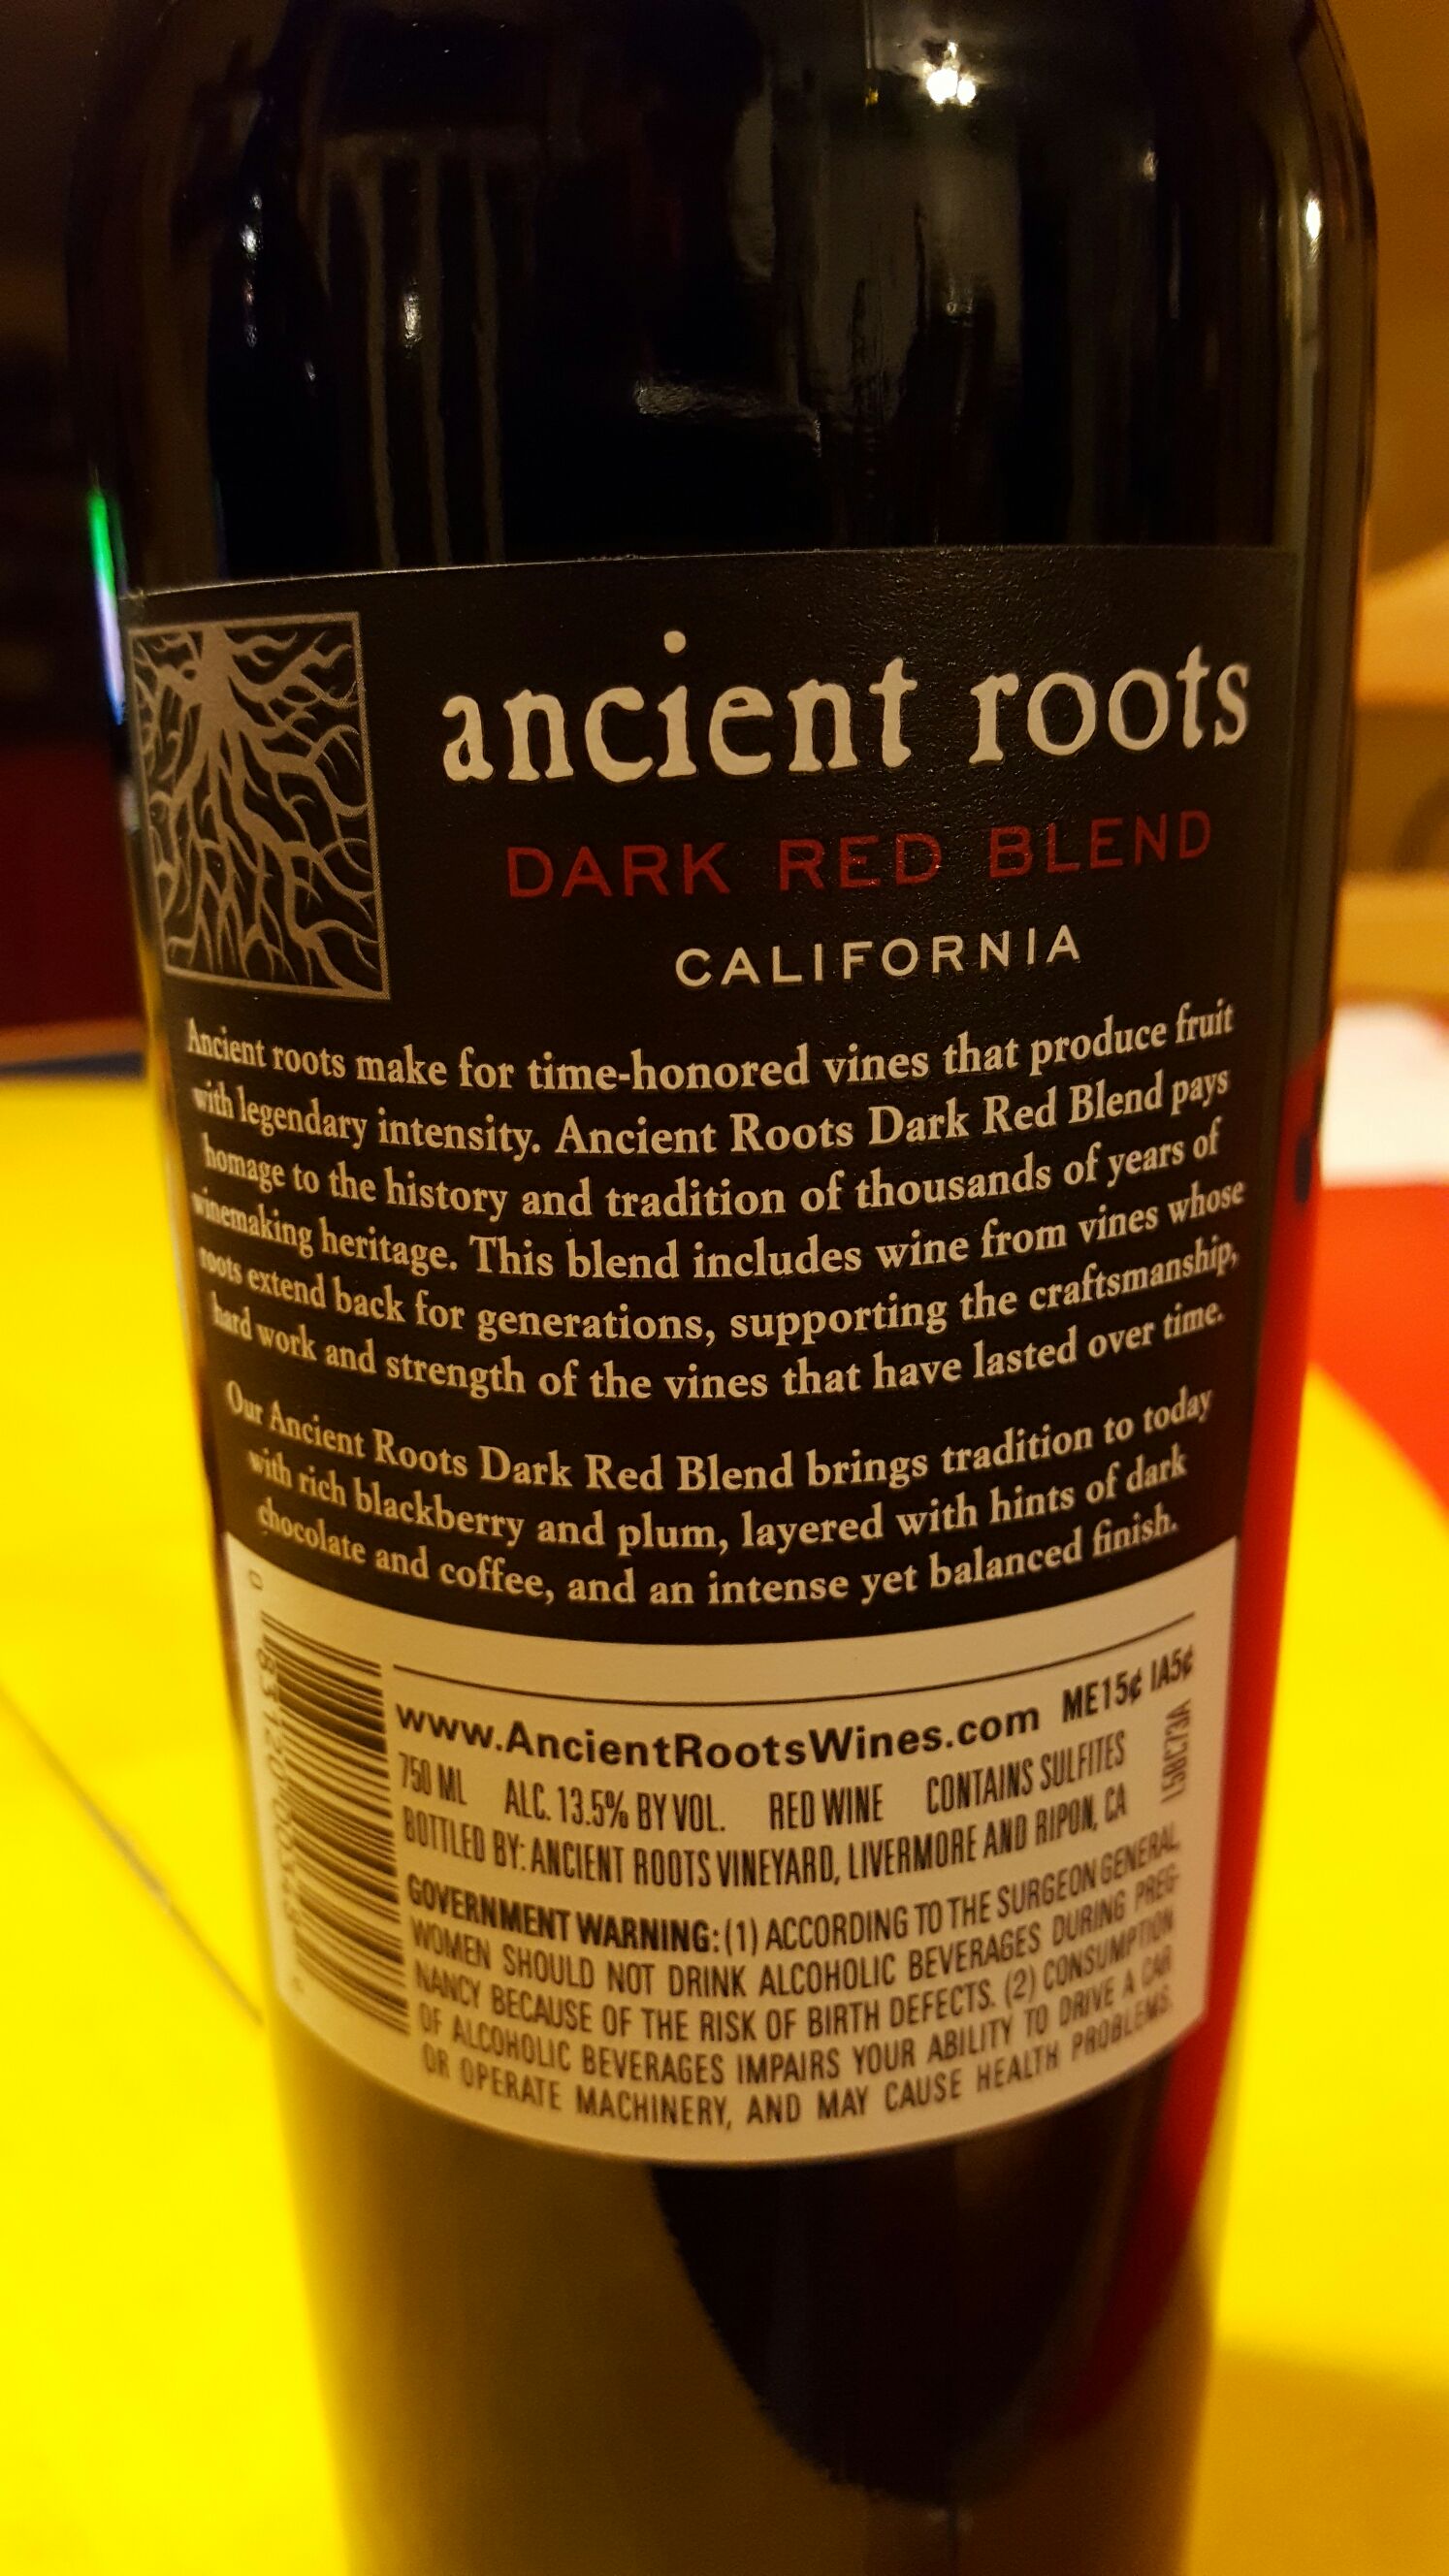 ancient roots
DARK RED BLEND
CALIFORNIA
Ancient roots make for time-honored vines that produce fruit
with legendary intensity. Ancient Roots Dark Red Blend pays
homage to the history and tradition of thousands of years of
winemaking heritage. This blend includes wine from vines whose
roots extend back for generations, supporting the craftsmanship,
hard work and strength of the vines that have lasted over time.
Our Ancient Roots Dark Red Blend brings tradition to today
with rich blackberry and plum, layered with hints of dark
chocolate and coffee, and an intense yet balanced finish.
www.AncientRootsWines.com ME15¢ IA5¢
750 ML ALC. 13.5% BY VOL. RED WINE CONTAINS SULFITES
BOTTLED BY: ANCIENT ROOTS VINEYARD, LIVERMORE AND RIPON, CA
GOVERNMENT WARNING: (1) ACCORDING TO THE SURGEON GENERAL,
WOMEN SHOULD NOT DRINK ALCOHOLIC BEVERAGES DURING PREG-
NANCY BECAUSE OF THE RISK OF BIRTH DEFECTS. (2) CONSUMPTION
OF ALCOHOLIC BEVERAGES IMPAIRS YOUR ABILITY TO DRIVE A CAR
OR OPERATE MACHINERY, AND MAY CAUSE HEALTH PROBLEMS.